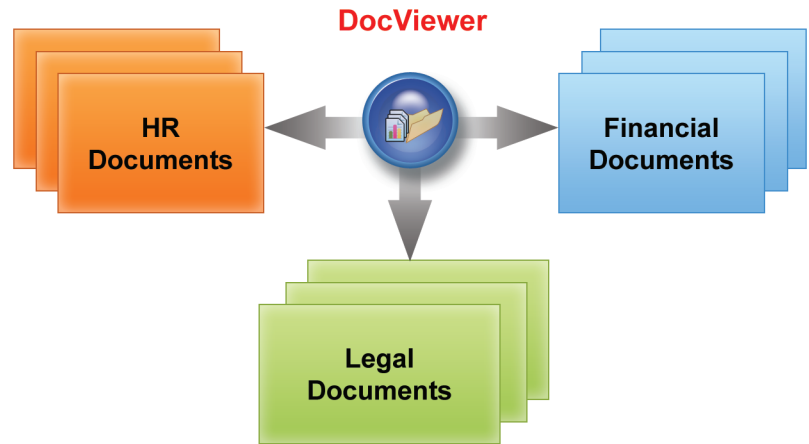 DocViewer
HR
Documents
Financial
Documents
Legal
Documents